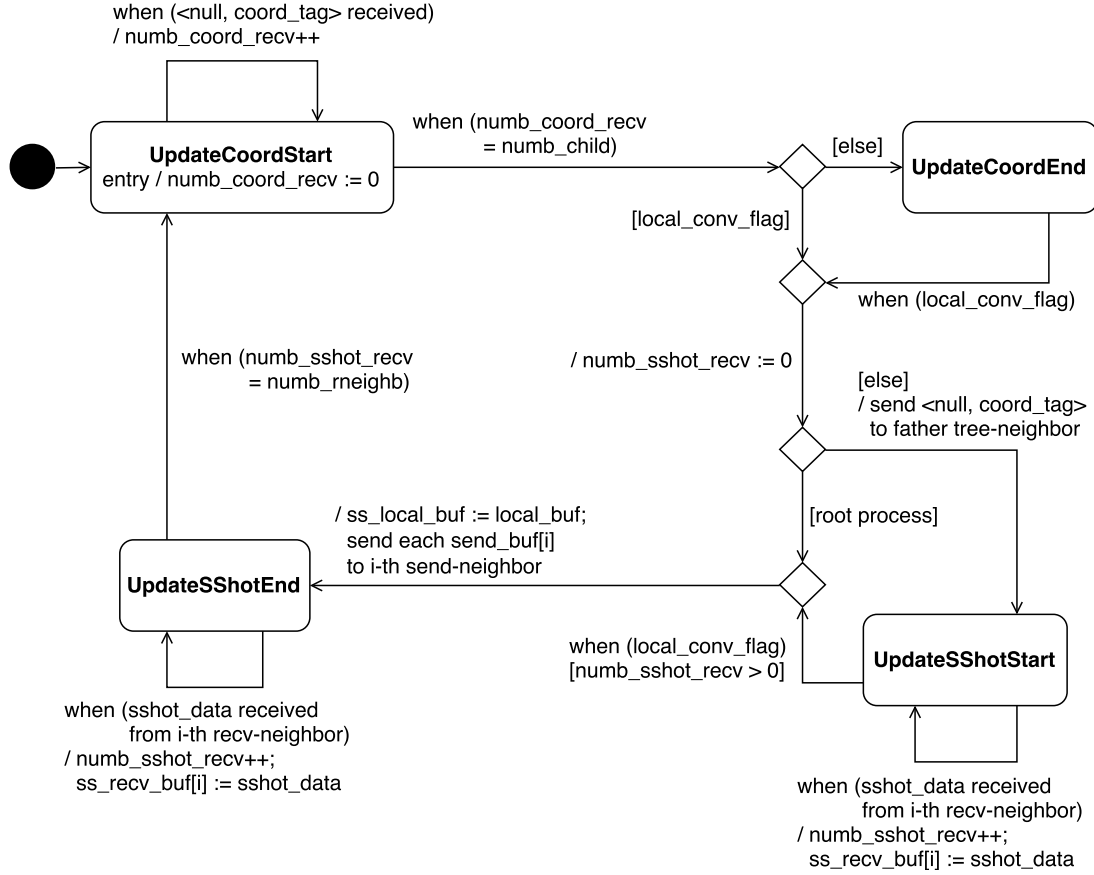 when (<null, coord_tag> received)
/ numb_coord_recv++
UpdateCoordStart
entry / numb_coord_recv := 0
when (numb_coord_recv
= numb_child)
[else]
UpdateCoordEnd
[local_conv_flag]
when (local_conv_flag)
/ numb_sshot_recv := 0
when (numb_sshot_recv
= numb_rneighb)
[else]
/ send <null, coord_tag>
to father tree-neighbor
[root process]
/ ss_local_buf := local_buf;
send each send_buf[i]
to i-th send-neighbor
UpdateSShotEnd
when (local_conv_flag)
[numb_sshot_recv > 0]
UpdateSShotStart
when (sshot_data received
from i-th recv-neighbor)
/ numb_sshot_recv++;
ss_recv_buf[i] := sshot_data
when (sshot_data received
from i-th recv-neighbor)
/ numb_sshot_recv++;
ss_recv_buf[i] := sshot_data